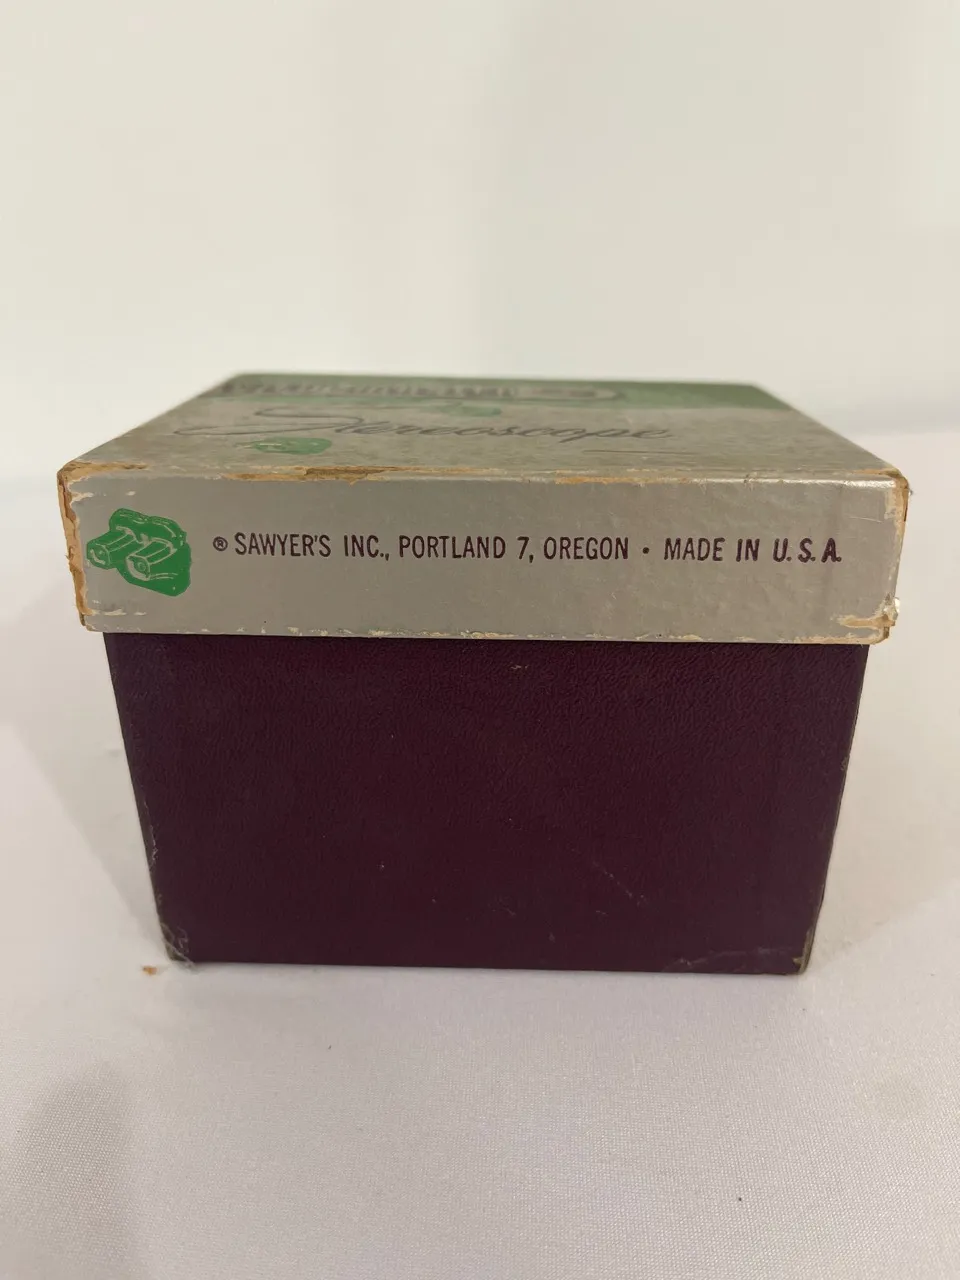 Stereoscope
® SAWYER'S INC., PORTLAND 7, OREGON · MADE IN U.S.A.